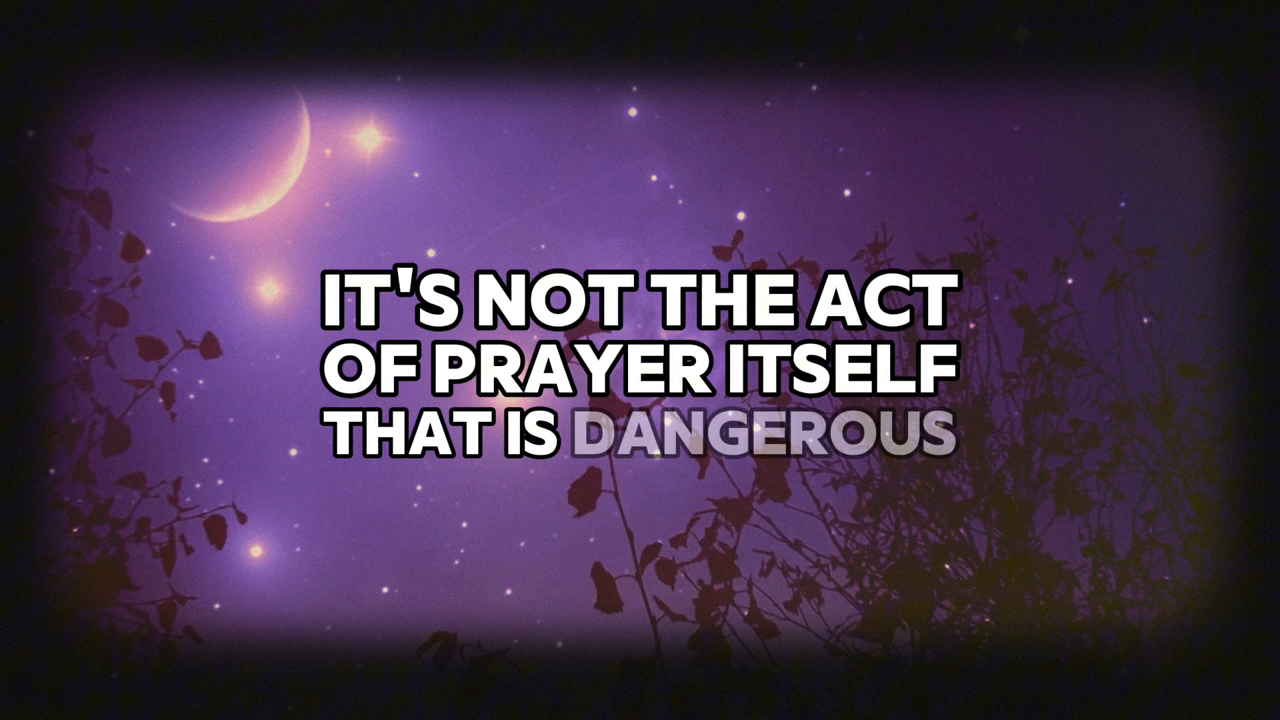 IT'S NOT THE ACT
OF PRAYER ITSELF
THAT IS DANGEROUS